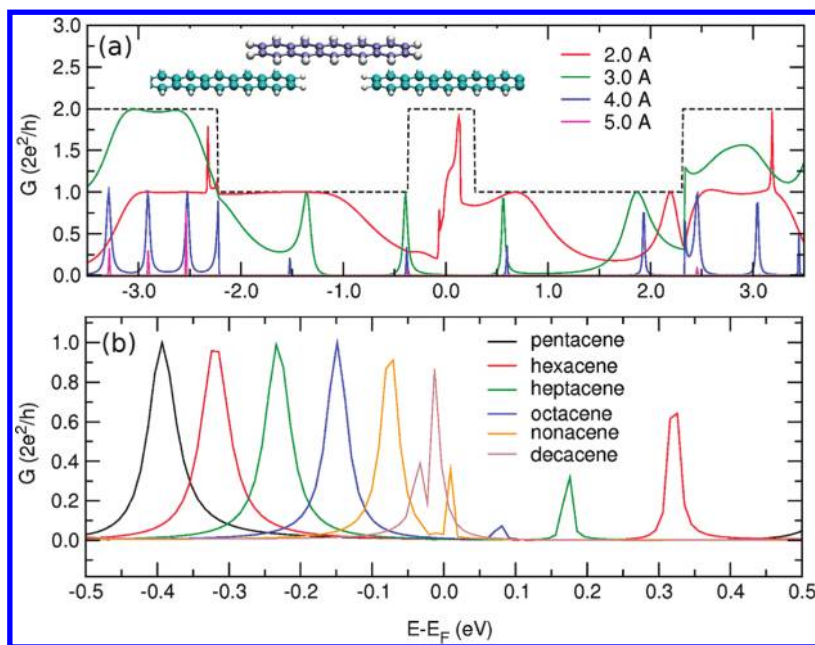 (a)
2.0 A
3.0 A
4.0 A
5.0 A
G (2e²/h)
3.0
2.5
2.0
1.5
1.0
0.5
0.0
-3.0 -2.0 -1.0 0.0 1.0 2.0 3.0
(b)
pentacene
hexacene
heptacene
octacene
nonacene
decacene
G (2e²/h)
1.0
0.8
0.6
0.4
0.2
0.0
-0.5 -0.4 -0.3 -0.2 -0.1 0.0 0.1 0.2 0.3 0.4 0.5
E-E_F (eV)